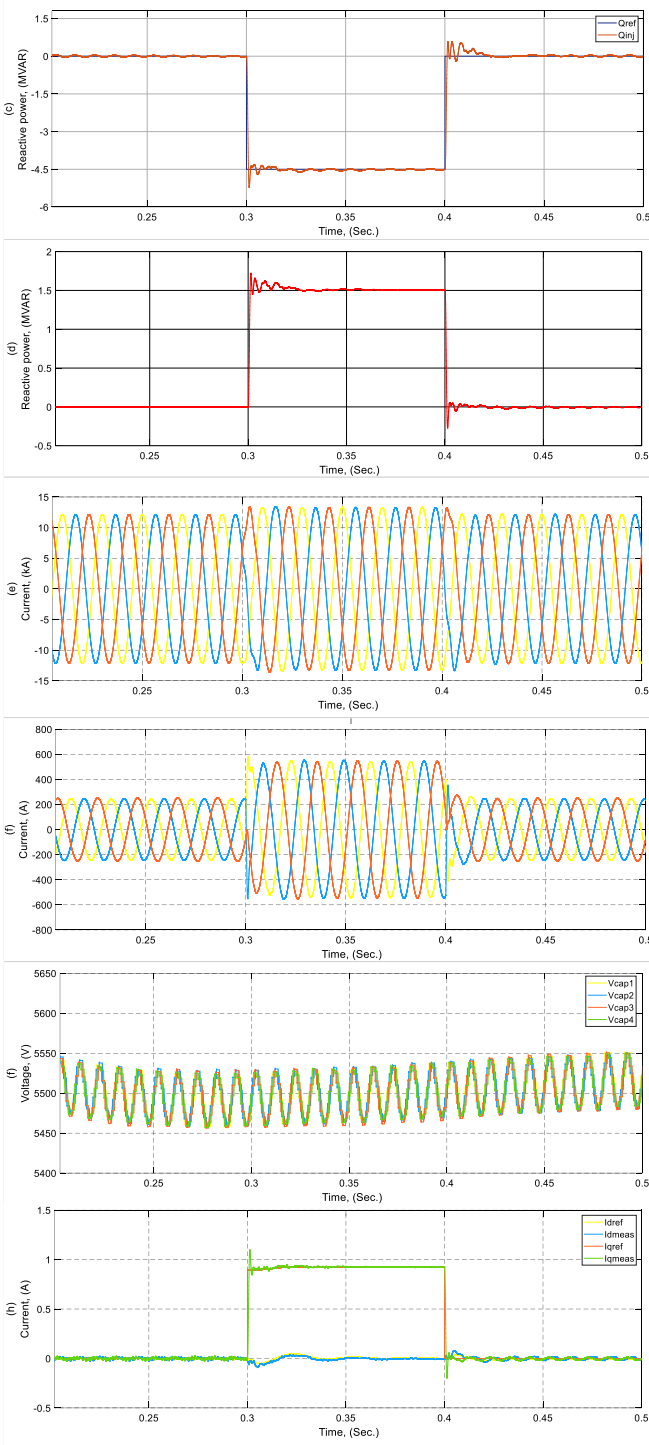 1.5
0
-1.5
-3
-4.5
-6
(c)
Reactive power, (MVAR)
Qref
Qinj
0.25 0.3 0.35 0.4 0.45 0.5
Time, (Sec.)
2
1.5
1
0.5
0
-0.5
(d)
Reactive power, (MVAR)
0.25 0.3 0.35 0.4 0.45 0.5
Time, (Sec.)
15
10
5
0
-5
-10
-15
(e)
Current, (kA)
0.25 0.3 0.35 0.4 0.45 0.5
Time, (Sec.)
800
600
400
200
0
-200
-400
-600
-800
(f)
Current, (A)
0.25 0.3 0.35 0.4 0.45 0.5
Time, (Sec.)
5650
5600
5550
5500
5450
5400
(f)
Voltage, (V)
Vcap1
Vcap2
Vcap3
Vcap4
0.25 0.3 0.35 0.4 0.45 0.5
Time, (Sec.)
1.5
1
0.5
0
-0.5
(h)
Current, (A)
Idref
Idmeas
Iqref
Iqmeas
0.25 0.3 0.35 0.4 0.45 0.5
Time, (Sec.)